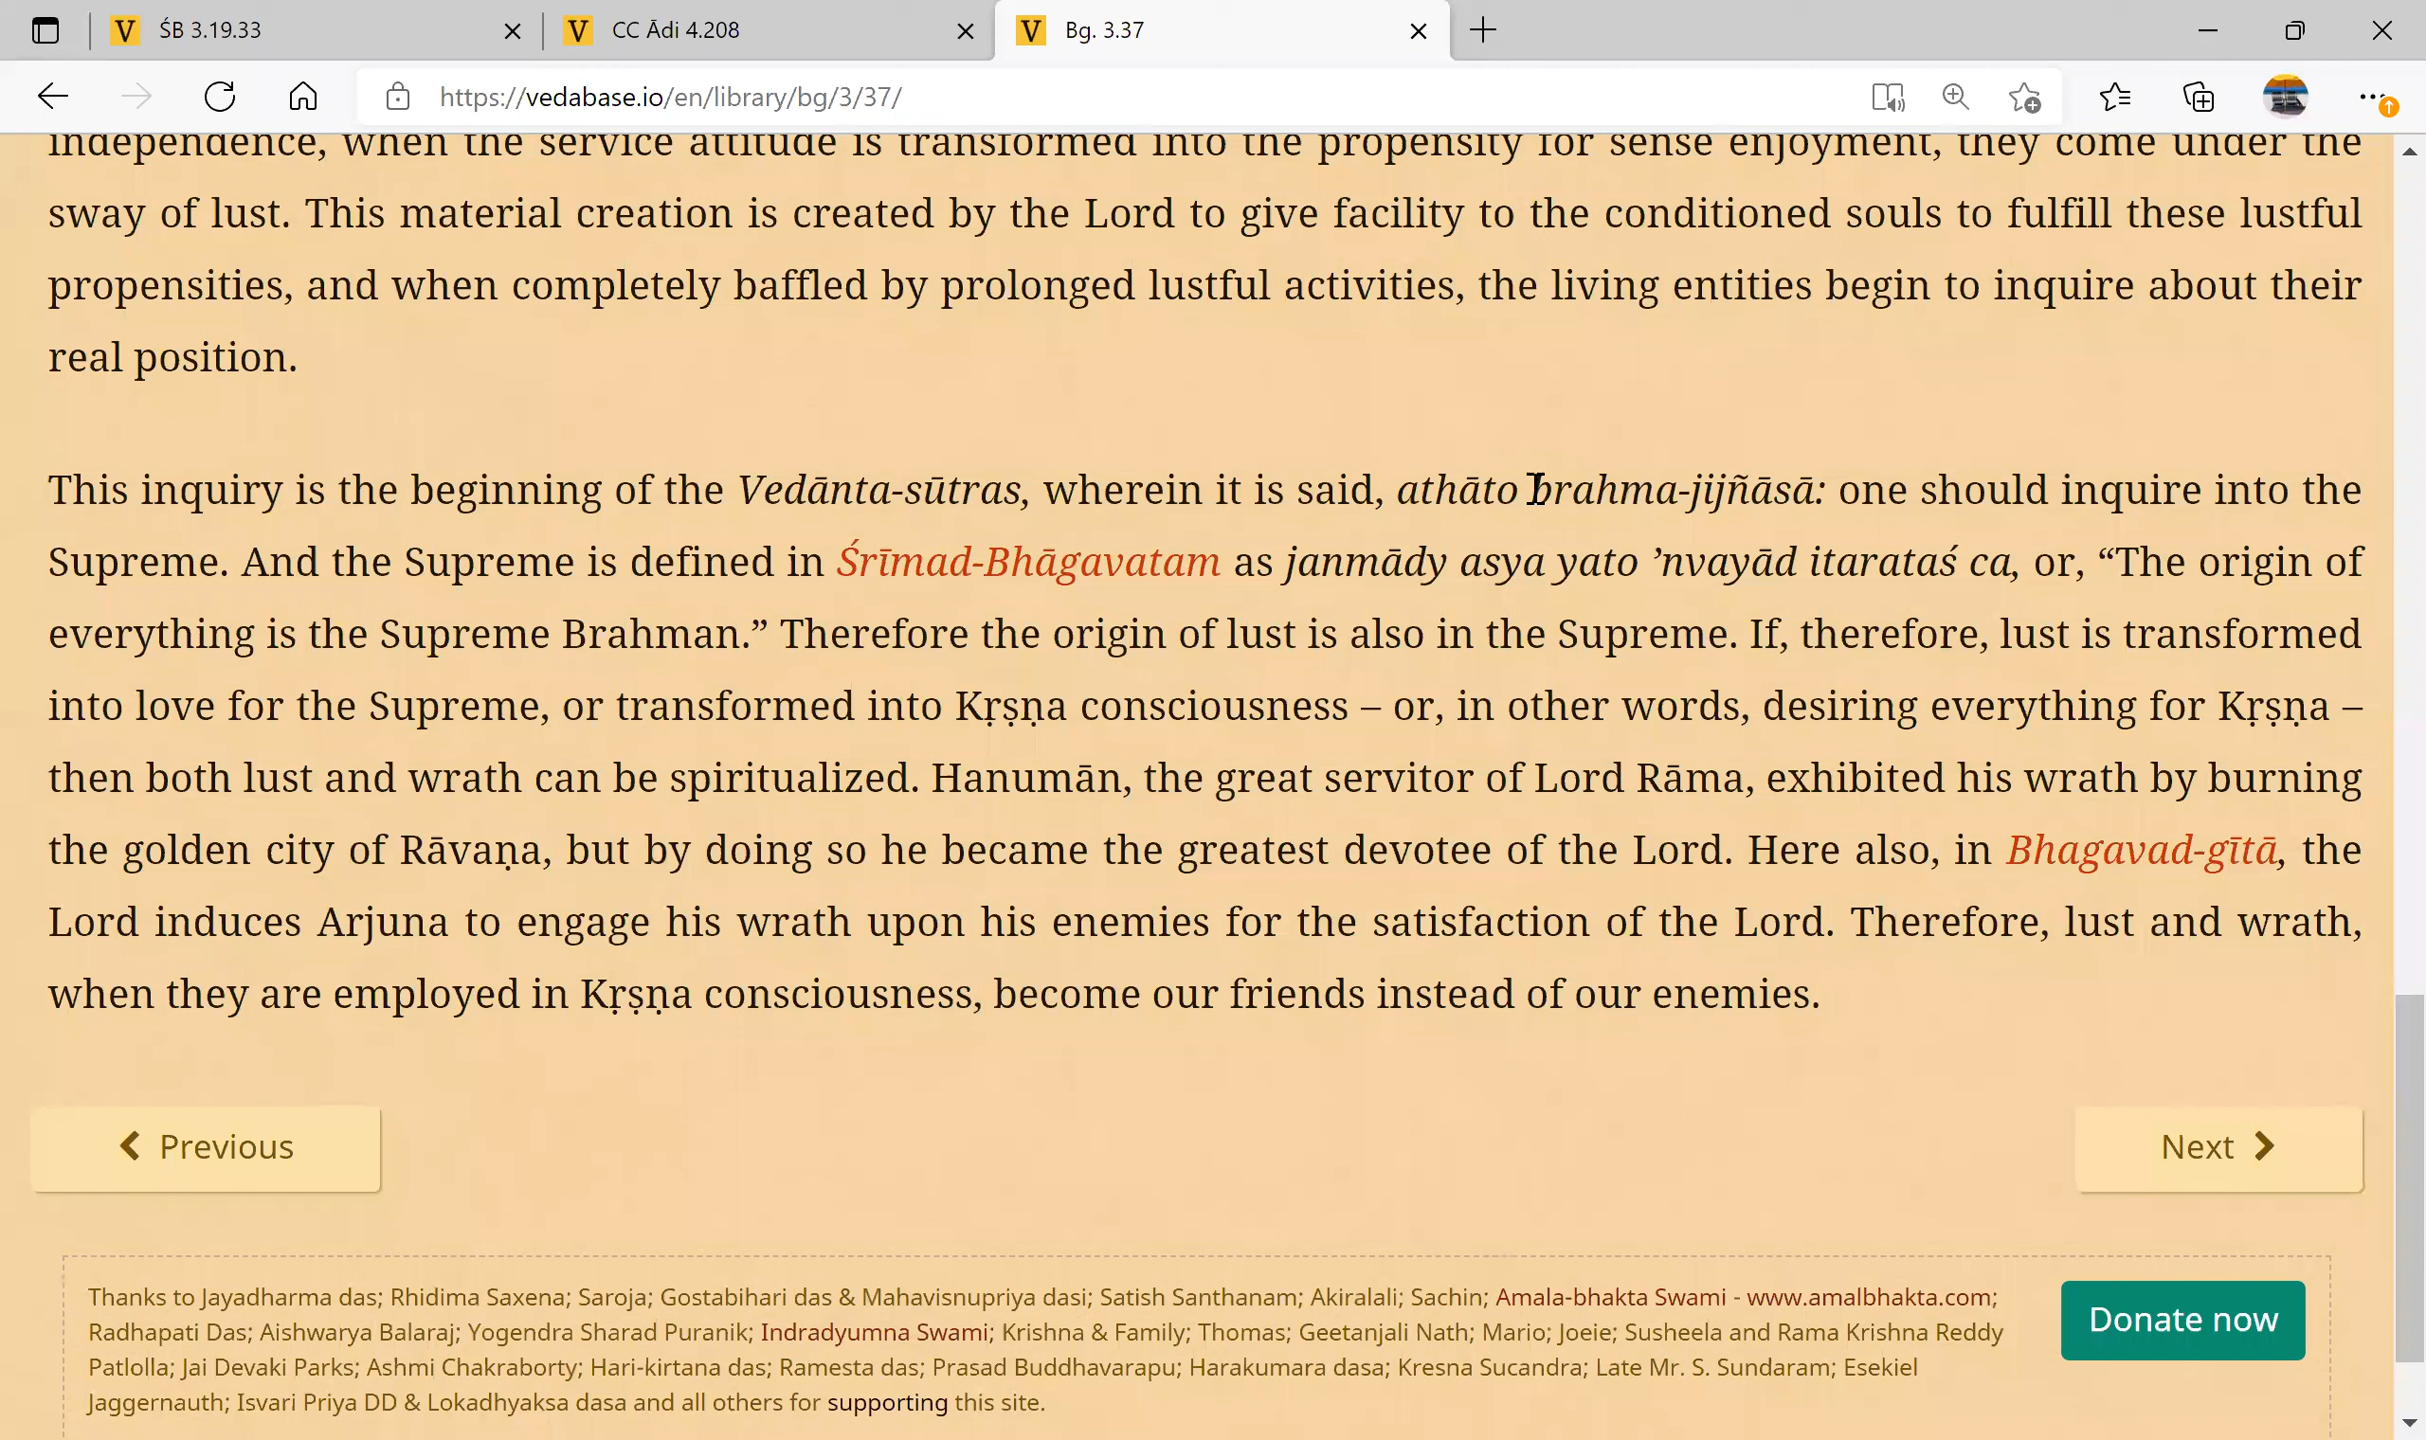 ŚB 3.19.33
CC Ādi 4.208
Bg. 3.37
https://vedabase.io/en/library/bg/3/37/
independence, when the service attitude is transformed into the propensity for sense enjoyment, they come under the
sway of lust. This material creation is created by the Lord to give facility to the conditioned souls to fulfill these lustful
propensities, and when completely baffled by prolonged lustful activities, the living entities begin to inquire about their
real position.
This inquiry is the beginning of the Vedānta-sūtras, wherein it is said, athāto brahma-jijñāsā: one should inquire into the
Supreme. And the Supreme is defined in Śrīmad-Bhāgavatam as janmādy asya yato ’nvayād itarataś ca, or, “The origin of
everything is the Supreme Brahman.” Therefore the origin of lust is also in the Supreme. If, therefore, lust is transformed
into love for the Supreme, or transformed into Kṛṣṇa consciousness – or, in other words, desiring everything for Kṛṣṇa –
then both lust and wrath can be spiritualized. Hanumān, the great servitor of Lord Rāma, exhibited his wrath by burning
the golden city of Rāvaṇa, but by doing so he became the greatest devotee of the Lord. Here also, in Bhagavad-gītā, the
Lord induces Arjuna to engage his wrath upon his enemies for the satisfaction of the Lord. Therefore, lust and wrath,
when they are employed in Kṛṣṇa consciousness, become our friends instead of our enemies.
Previous
Next
Thanks to Jayadharma das; Rhidima Saxena; Saroja; Gostabihari das & Mahavisnupriya dasi; Satish Santhanam; Akiralali; Sachin; Amala-bhakta Swami - www.amalbhakta.com;
Radhapati Das; Aishwarya Balaraj; Yogendra Sharad Puranik; Indradyumna Swami; Krishna & Family; Thomas; Geetanjali Nath; Mario; Joeie; Susheela and Rama Krishna Reddy
Patlolla; Jai Devaki Parks; Ashmi Chakraborty; Hari-kirtana das; Ramesta das; Prasad Buddhavarapu; Harakumara dasa; Kresna Sucandra; Late Mr. S. Sundaram; Esekiel
Jaggernauth; Isvari Priya DD & Lokadhyaksa dasa and all others for supporting this site.
Donate now